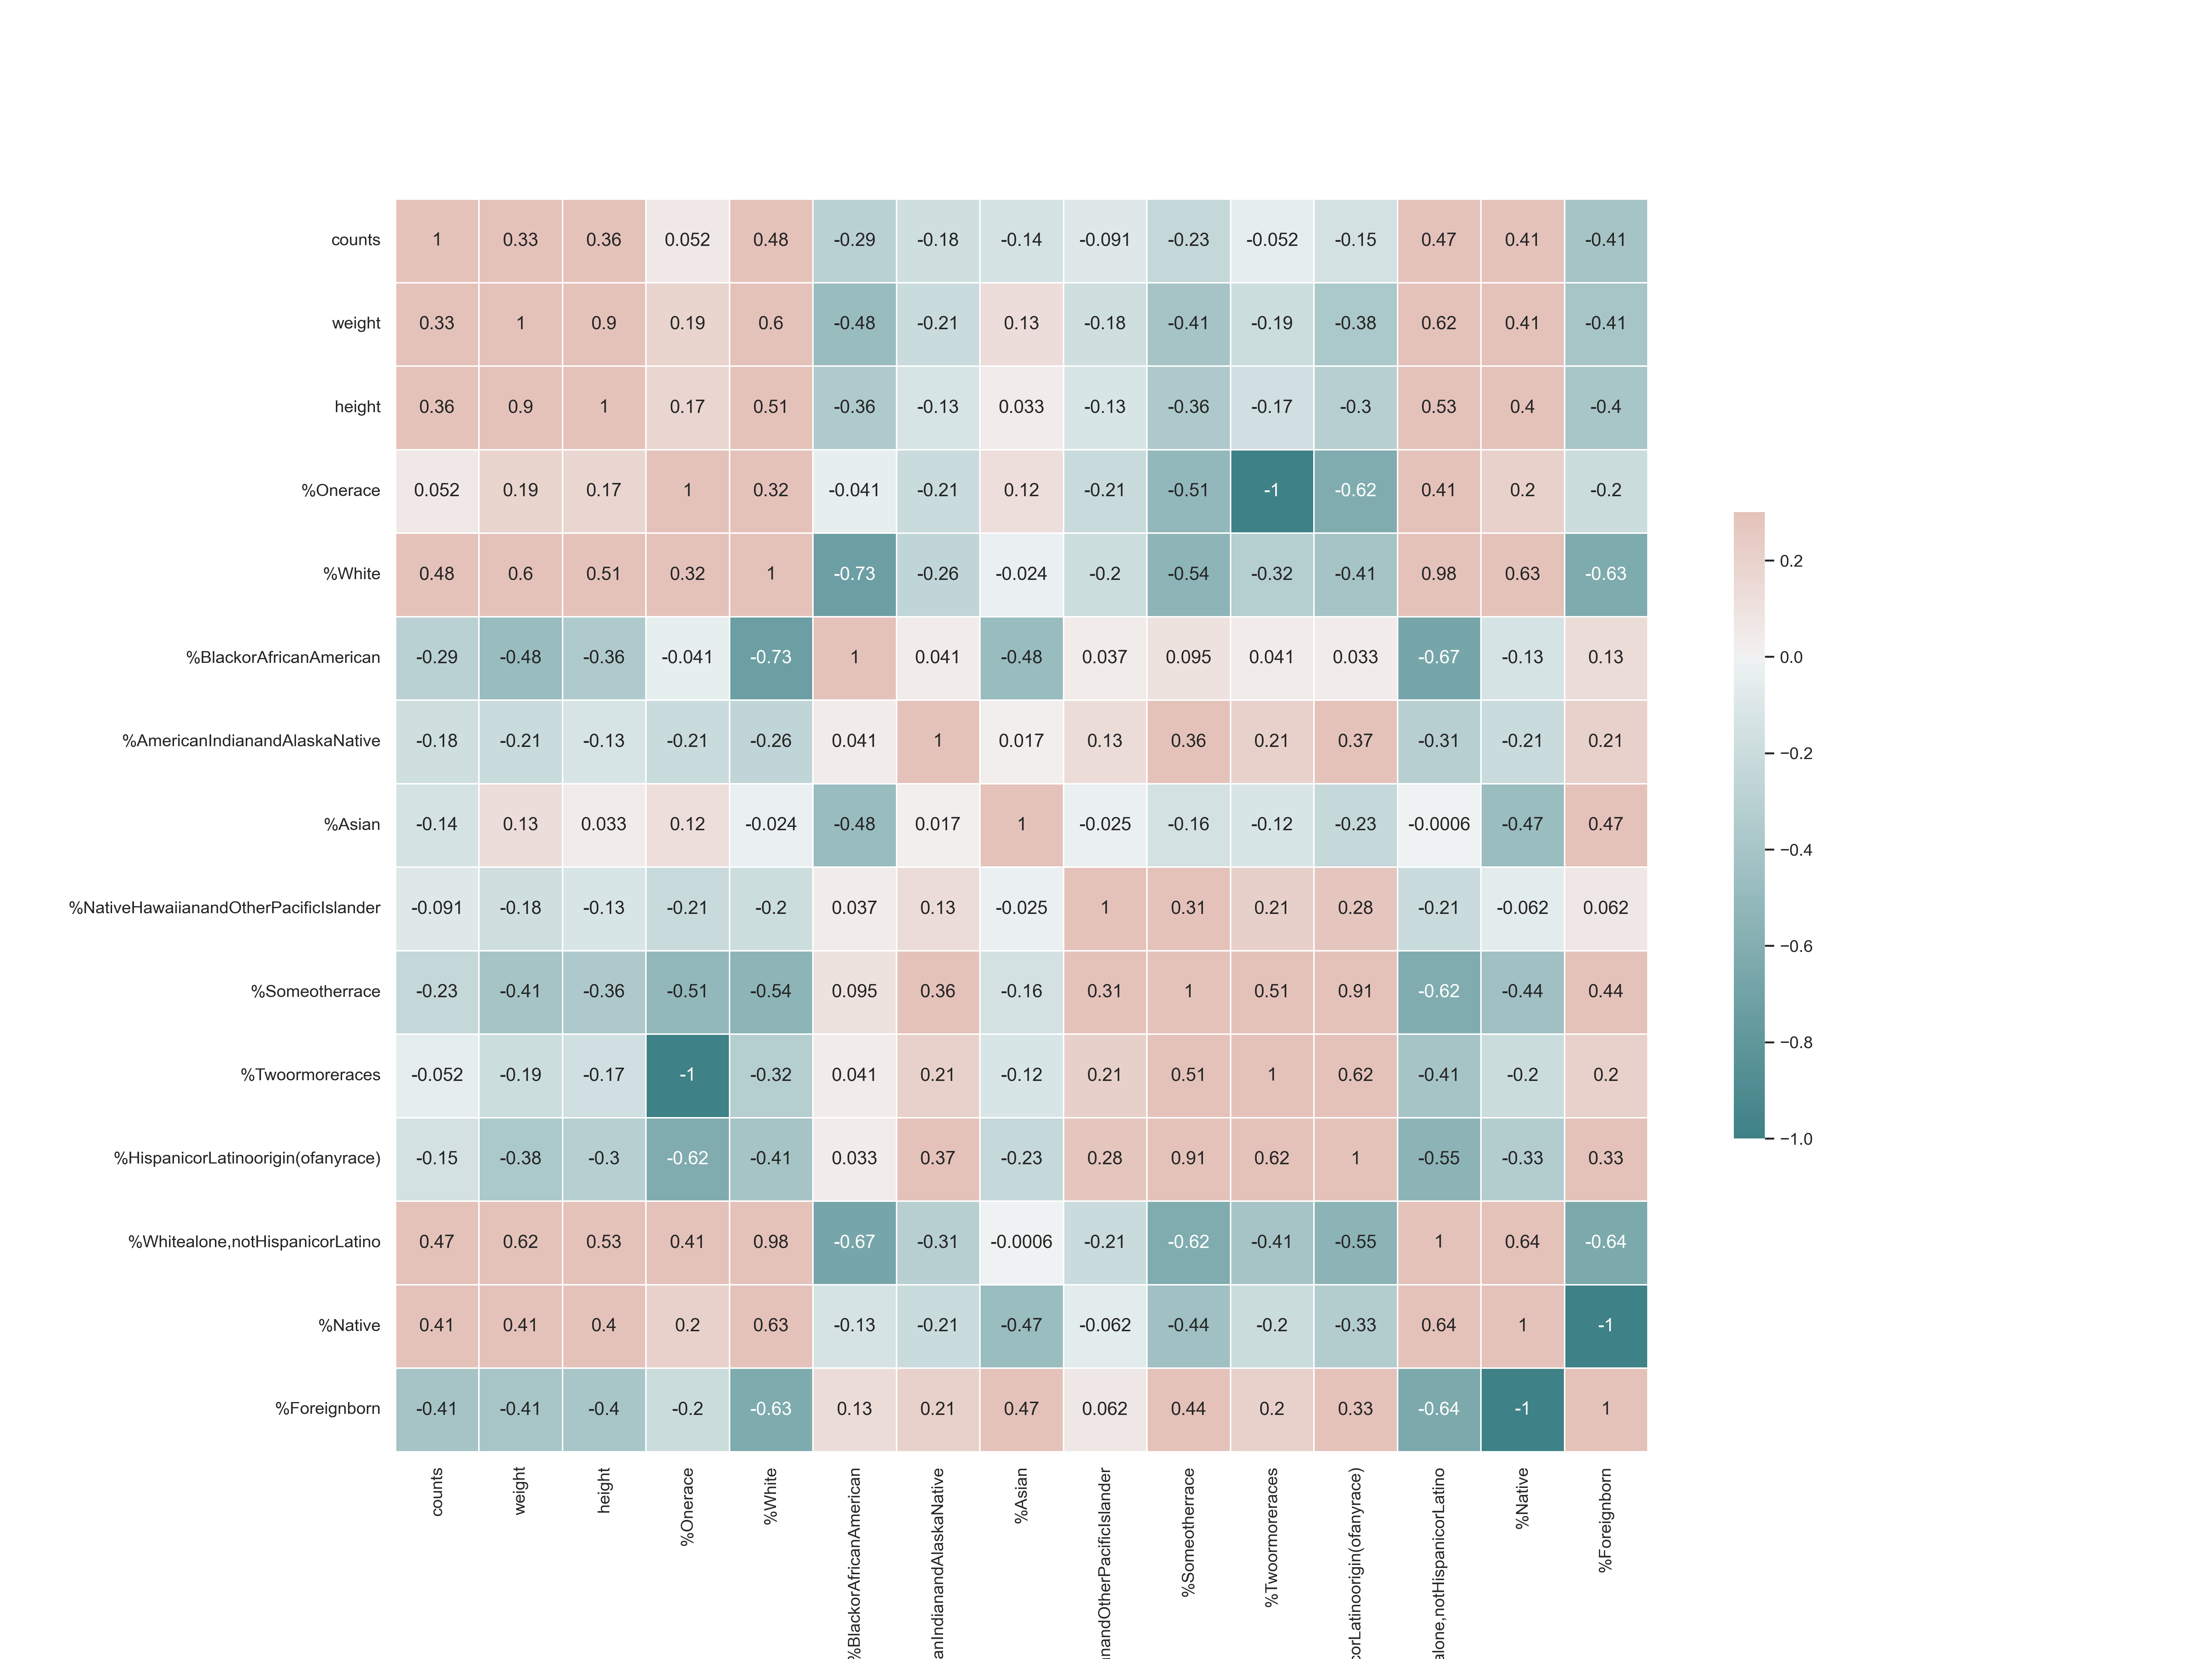 counts 1 0.33 0.36 0.052 0.48 -0.29 -0.18 -0.14 -0.091 -0.23 -0.052 -0.15 0.47 0.41 -0.41
weight 0.33 1 0.9 0.19 0.6 -0.48 -0.21 0.13 -0.18 -0.41 -0.19 -0.38 0.62 0.41 -0.41
height 0.36 0.9 1 0.17 0.51 -0.36 -0.13 0.033 -0.13 -0.36 -0.17 -0.3 0.53 0.4 -0.4
%Onerace 0.052 0.19 0.17 1 0.32 -0.041 -0.21 0.12 -0.21 -0.51 -1 -0.62 0.41 0.2 -0.2
%White 0.48 0.6 0.51 0.32 1 -0.73 -0.26 -0.024 -0.2 -0.54 -0.32 -0.41 0.98 0.63 -0.63
%BlackorAfricanAmerican -0.29 -0.48 -0.36 -0.041 -0.73 1 0.041 -0.48 0.037 0.095 0.041 0.033 -0.67 -0.13 0.13
%AmericanIndianandAlaskaNative -0.18 -0.21 -0.13 -0.21 -0.26 0.041 1 0.017 0.13 0.36 0.21 0.37 -0.31 -0.21 0.21
%Asian -0.14 0.13 0.033 0.12 -0.024 -0.48 0.017 1 -0.025 -0.16 -0.12 -0.23 -0.0006 -0.47 0.47
%NativeHawaiianandOtherPacificIslander -0.091 -0.18 -0.13 -0.21 -0.2 0.037 0.13 -0.025 1 0.31 0.21 0.28 -0.21 -0.062 0.062
%Someotherrace -0.23 -0.41 -0.36 -0.51 -0.54 0.095 0.36 -0.16 0.31 1 0.51 0.91 -0.62 -0.44 0.44
%Twoormoreraces -0.052 -0.19 -0.17 -1 -0.32 0.041 0.21 -0.12 0.21 0.51 1 0.62 -0.41 -0.2 0.2
%HispanicorLatinoorigin(ofanyrace) -0.15 -0.38 -0.3 -0.62 -0.41 0.033 0.37 -0.23 0.28 0.91 0.62 1 -0.55 -0.33 0.33
%Whitealone,notHispanicorLatino 0.47 0.62 0.53 0.41 0.98 -0.67 -0.31 -0.0006 -0.21 -0.62 -0.41 -0.55 1 0.64 -0.64
%Native 0.41 0.41 0.4 0.2 0.63 -0.13 -0.21 -0.47 -0.062 -0.44 -0.2 -0.33 0.64 1 -1
%Foreignborn -0.41 -0.41 -0.4 -0.2 -0.63 0.13 0.21 0.47 0.062 0.44 0.2 0.33 -0.64 -1 1
counts
weight
height
%Onerace
%White
%BlackorAfricanAmerican
anIndianandAlaskaNative
%Asian
nandOtherPacificIslander
%Someotherrace
%Twoormoreraces
corLatinoorigin(ofanyrace)
alone,notHispanicorLatino
%Native
%Foreignborn
0.2
0.0
−0.2
−0.4
−0.6
−0.8
−1.0